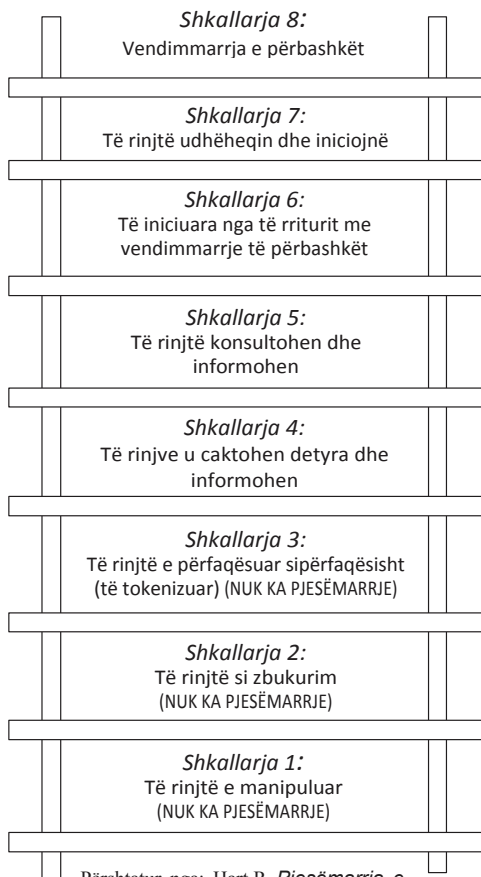 Shkallarja 8:
Vendimmarrja e përbashkët
Shkallarja 7:
Të rinjtë udhëheqin dhe iniciojnë
Shkallarja 6:
Të iniciuara nga të rriturit me
vendimmarrje të përbashkët
Shkallarja 5:
Të rinjtë konsultohen dhe
informohen
Shkallarja 4:
Të rinjve u caktohen detyra dhe
informohen
Shkallarja 3:
Të rinjtë e përfaqësuar sipërfaqësisht
(të tokenizuar) (NUK KA PJESËMARRJE)
Shkallarja 2:
Të rinjtë si zbukurim
(NUK KA PJESËMARRJE)
Shkallarja 1:
Të rinjtë e manipuluar
(NUK KA PJESËMARRJE)
Përshtatur nga: Hart R. Pjesëmarrja e